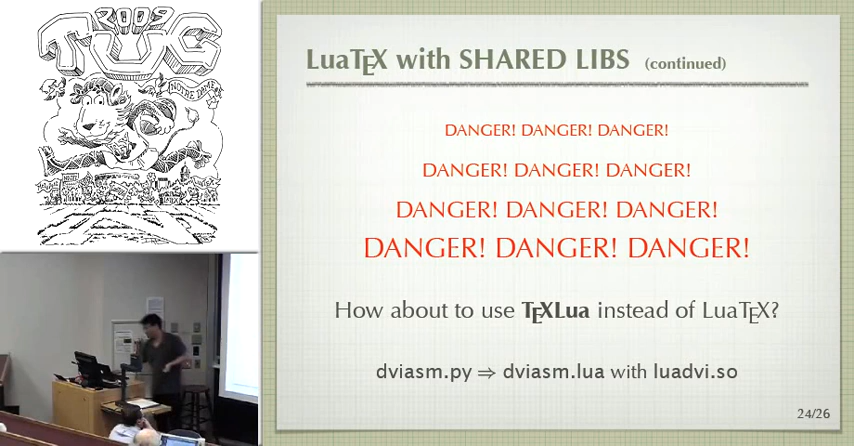 2009
TUG
NOTRE DAME
LuaTEX with SHARED LIBS (continued)
DANGER! DANGER! DANGER!
DANGER! DANGER! DANGER!
DANGER! DANGER! DANGER!
DANGER! DANGER! DANGER!
How about to use TEXLua instead of LuaTEX?
dviasm.py ⇒ dviasm.lua with luadvi.so
24/26